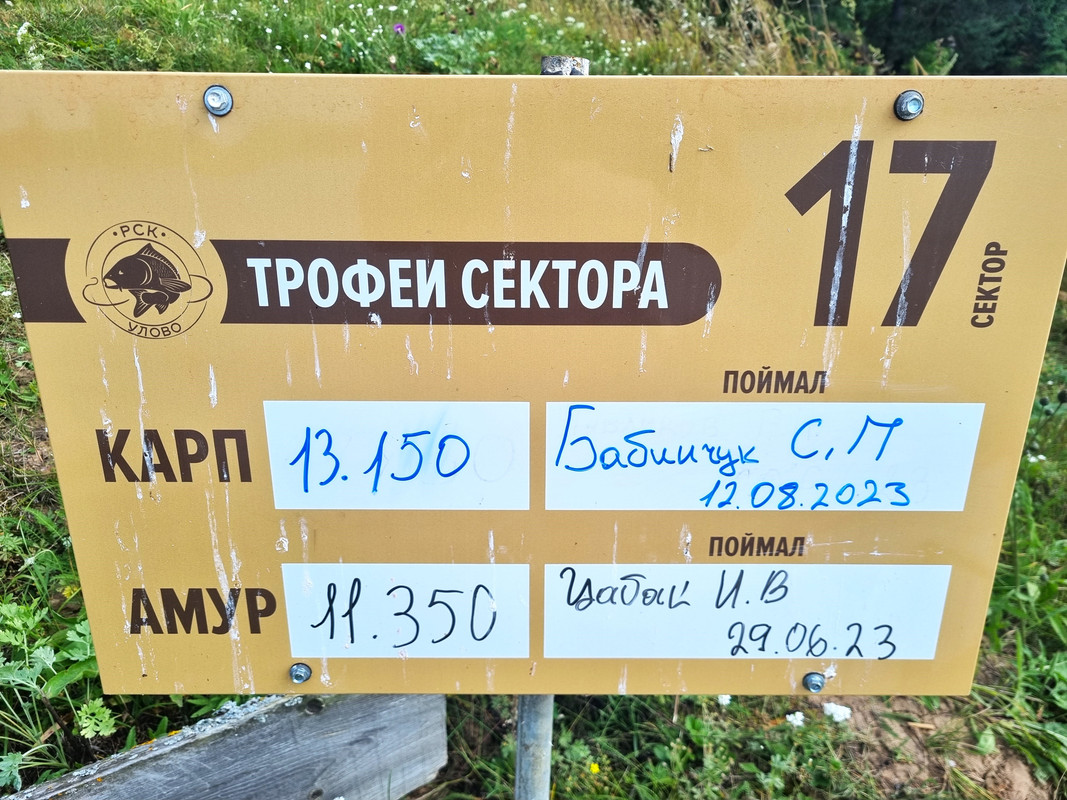 17
СЕКТОР
•РСК•
УЛОВО
ТРОФЕИ СЕКТОРА
ПОЙМАЛ
КАРП 13.150 Бабинчук С,П
12.08.2023
ПОЙМАЛ
АМУР 11.350 Цабак И.В
29.06.23